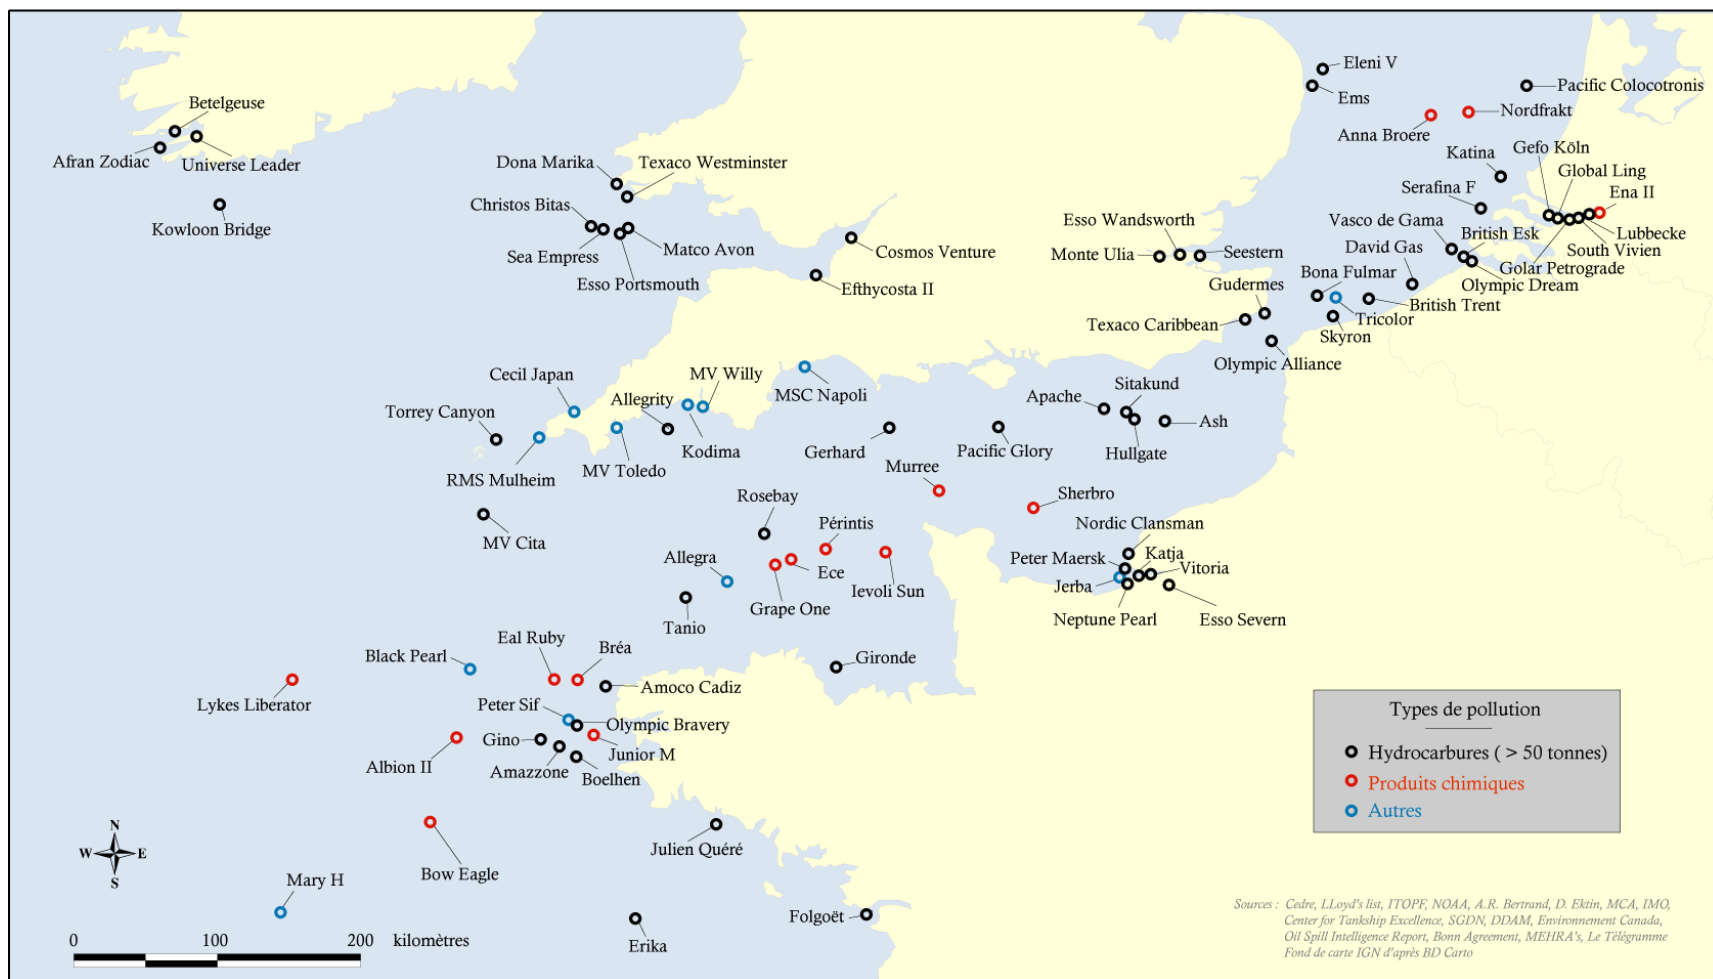 Eleni V
Ems
Pacific Colocotronis
Nordfrakt
Anna Broere
Betelgeuse
Afran Zodiac
Universe Leader
Kowloon Bridge
Dona Marika
Texaco Westminster
Christos Bitas
Sea Empress
Matco Avon
Esso Portsmouth
Cosmos Venture
Efthycosta II
Esso Wandsworth
Monte Ulia
Seestern
Gefo Köln
Katina
Global Ling
Serafina F
Ena II
Vasco de Gama
British Esk
Lubbecke
David Gas
South Vivien
Golar Petrograde
Bona Fulmar
Olympic Dream
Gudermes
British Trent
Texaco Caribbean
Tricolor
Skyron
Olympic Alliance
Cecil Japan
MV Willy
MSC Napoli
Torrey Canyon
Allegrity
Kodima
RMS Mulheim
MV Toledo
Apache
Sitakund
Ash
Hullgate
Gerhard
Pacific Glory
Murree
Sherbro
MV Cita
Rosebay
Périntis
Nordic Clansman
Allegra
Ece
Ievoli Sun
Peter Maersk
Katja
Vitoria
Jerba
Grape One
Neptune Pearl
Esso Severn
Tanio
Eal Ruby
Bréa
Black Pearl
Gironde
Lykes Liberator
Amoco Cadiz
Peter Sif
Olympic Bravery
Gino
Junior M
Albion II
Amazzone
Boelhen
Types de pollution
Hydrocarbures ( > 50 tonnes)
Produits chimiques
Autres
Julien Quéré
Bow Eagle
N
W E
S
Mary H
Folgoët
Erika
0 100 200 kilomètres
Sources : Cedre, LLoyd's list, ITOPF, NOAA, A.R. Bertrand, D. Ektin, MCA, IMO,
Center for Tankship Excellence, SGDN, DDAM, Environnement Canada,
Oil Spill Intelligence Report, Bonn Agreement, MEHRA's, Le Télégramme
Fond de carte IGN d'après BD Carto